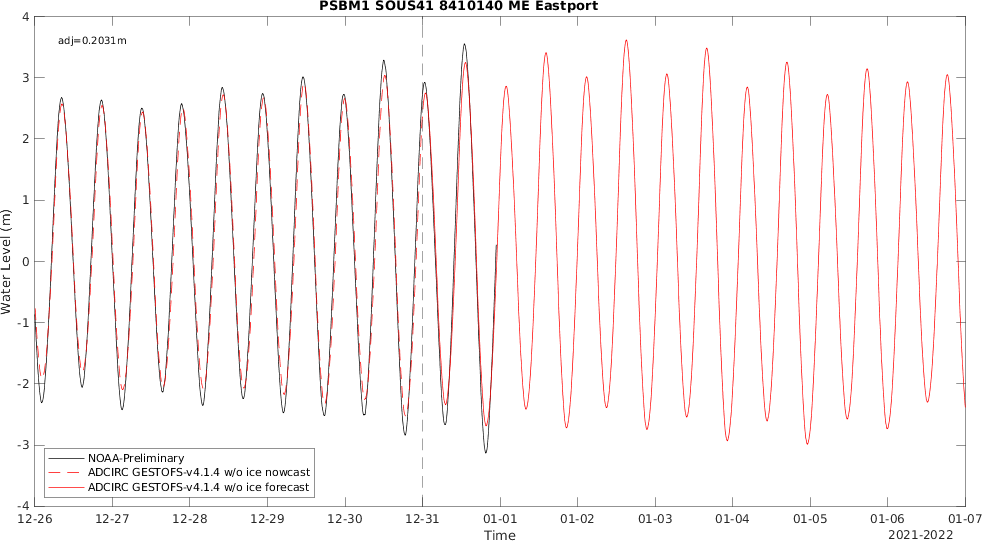 PSBM1 SOUS41 8410140 ME Eastport
adj=0.2031m
4
3
2
1
0
-1
-2
-3
-4
Water Level (m)
NOAA-Preliminary
ADCIRC GESTOFS-v4.1.4 w/o ice nowcast
ADCIRC GESTOFS-v4.1.4 w/o ice forecast
12-26 12-27 12-28 12-29 12-30 12-31 01-01 01-02 01-03 01-04 01-05 01-06 01-07
Time
2021-2022